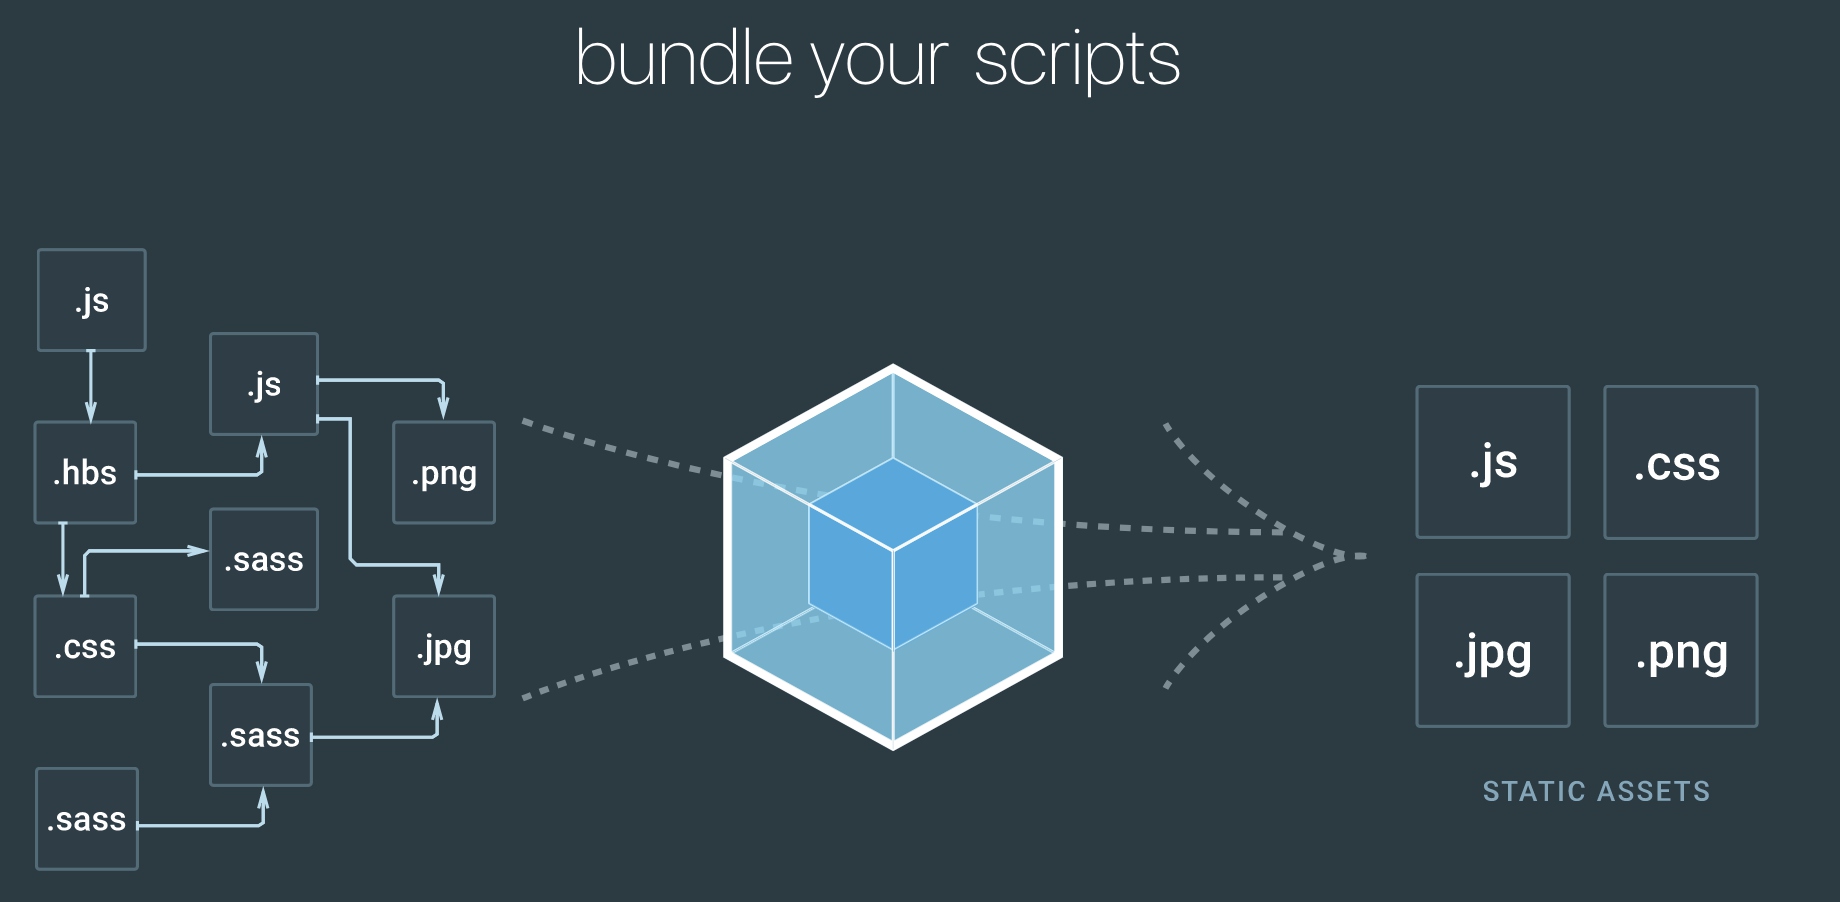 bundle your scripts
.js
.js
.hbs
.png
.sass
.css
.jpg
.sass
.sass
.js
.css
.jpg
.png
STATIC ASSETS